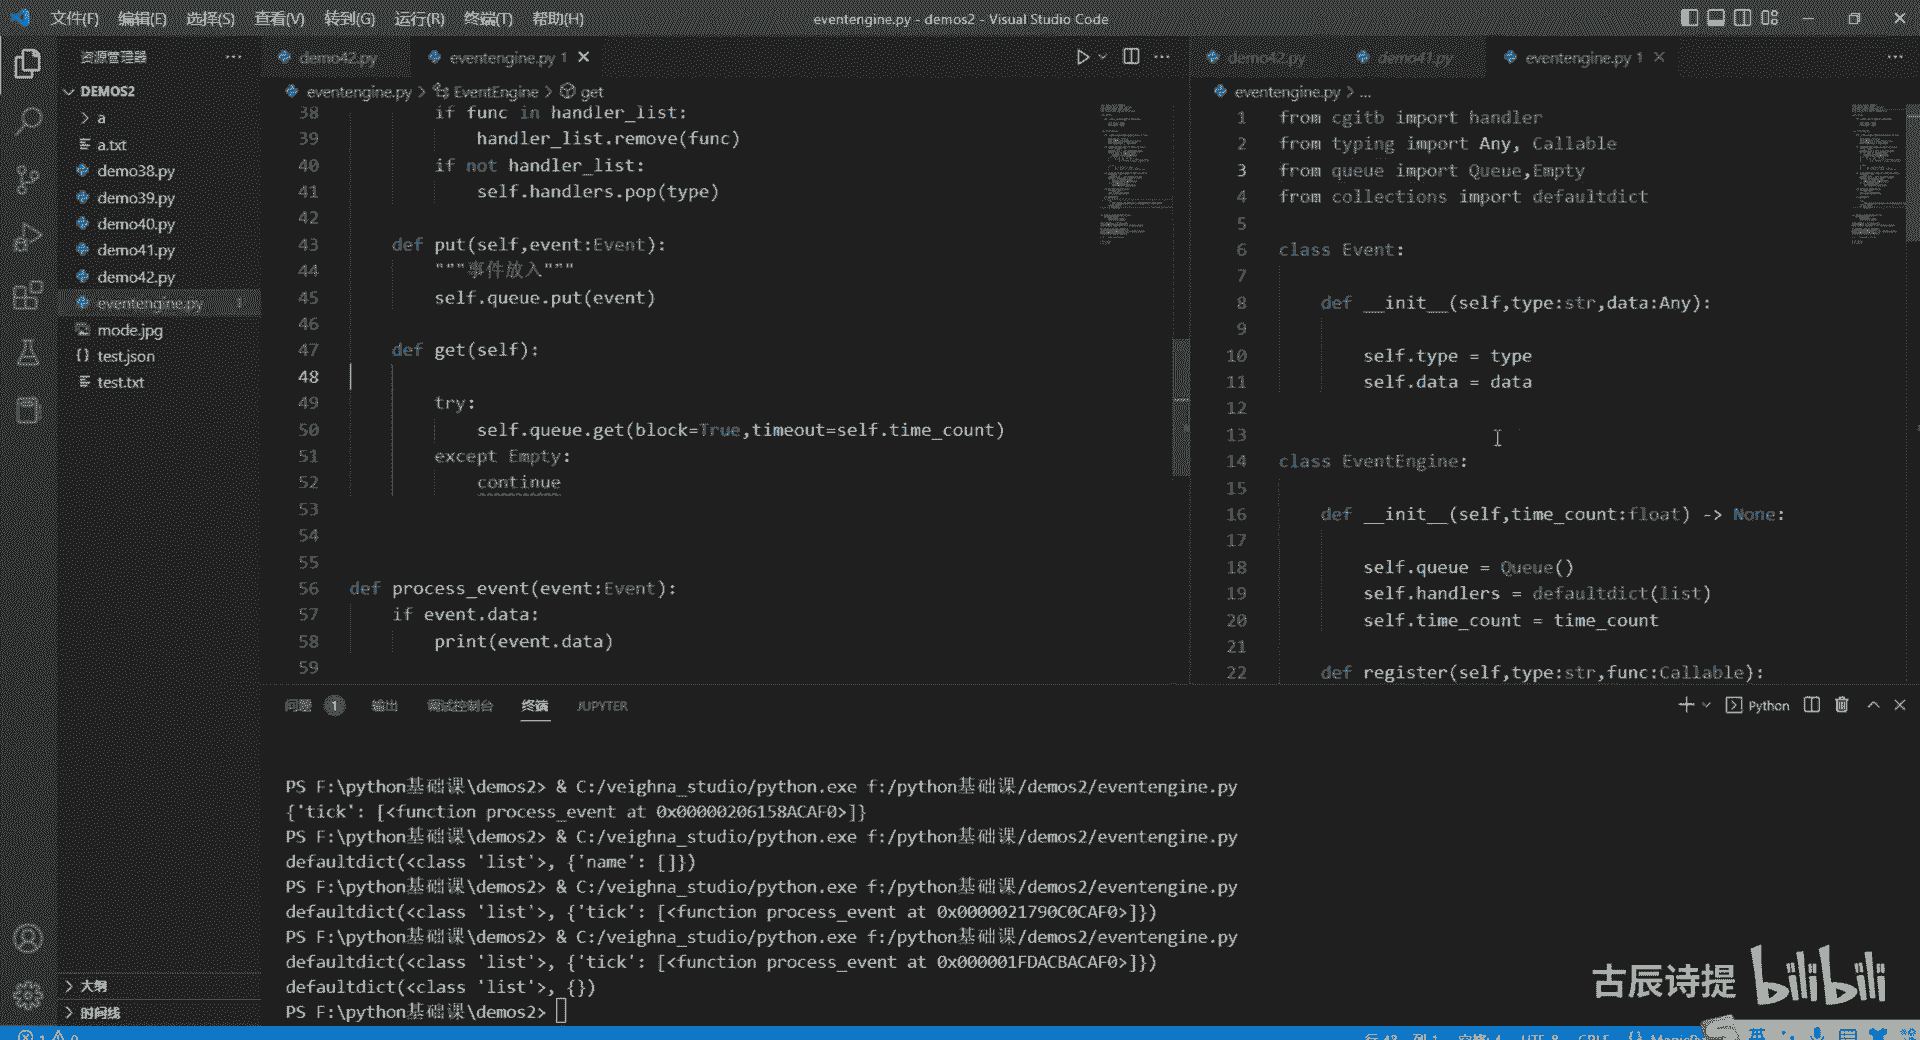 文件(F) 编辑(E) 选择(S) 查看(V) 转到(G) 运行(R) 终端(T) 帮助(H)
eventengine.py - demos2 - Visual Studio Code
资源管理器
DEMOS2
a
a.txt
demo38.py
demo39.py
demo40.py
demo41.py
demo42.py
eventengine.py 1
mode.jpg
test.json
test.txt
大纲
时间线
demo42.py
eventengine.py 1
eventengine.py > EventEngine > get
38 if func in handler_list:
39 handler_list.remove(func)
40 if not handler_list:
41 self.handlers.pop(type)
42
43 def put(self,event:Event):
44 """事件放入"""
45 self.queue.put(event)
46
47 def get(self):
48
49 try:
50 self.queue.get(block=True,timeout=self.time_count)
51 except Empty:
52 continue
53
54
55
56 def process_event(event:Event):
57 if event.data:
58 print(event.data)
59
demo42.py demo41.py eventengine.py 1
eventengine.py > ...
1 from cgitb import handler
2 from typing import Any, Callable
3 from queue import Queue,Empty
4 from collections import defaultdict
5
6 class Event:
7
8 def __init__(self,type:str,data:Any):
9
10 self.type = type
11 self.data = data
12
13
14 class EventEngine:
15
16 def __init__(self,time_count:float) -> None:
17
18 self.queue = Queue()
19 self.handlers = defaultdict(list)
20 self.time_count = time_count
21
22 def register(self,type:str,func:Callable):
问题 1 输出 调试控制台 终端 JUPYTER
Python
PS F:\python基础课\demos2> & C:/veighna_studio/python.exe f:/python基础课/demos2/eventengine.py
{'tick': [<function process_event at 0x00000206158ACAF0>]}
PS F:\python基础课\demos2> & C:/veighna_studio/python.exe f:/python基础课/demos2/eventengine.py
defaultdict(<class 'list'>, {'name': []})
PS F:\python基础课\demos2> & C:/veighna_studio/python.exe f:/python基础课/demos2/eventengine.py
defaultdict(<class 'list'>, {'tick': [<function process_event at 0x0000021790C0CAF0>]})
PS F:\python基础课\demos2> & C:/veighna_studio/python.exe f:/python基础课/demos2/eventengine.py
defaultdict(<class 'list'>, {'tick': [<function process_event at 0x000001FDACBACAF0>]})
defaultdict(<class 'list'>, {})
PS F:\python基础课\demos2>
古辰诗提 bilibili